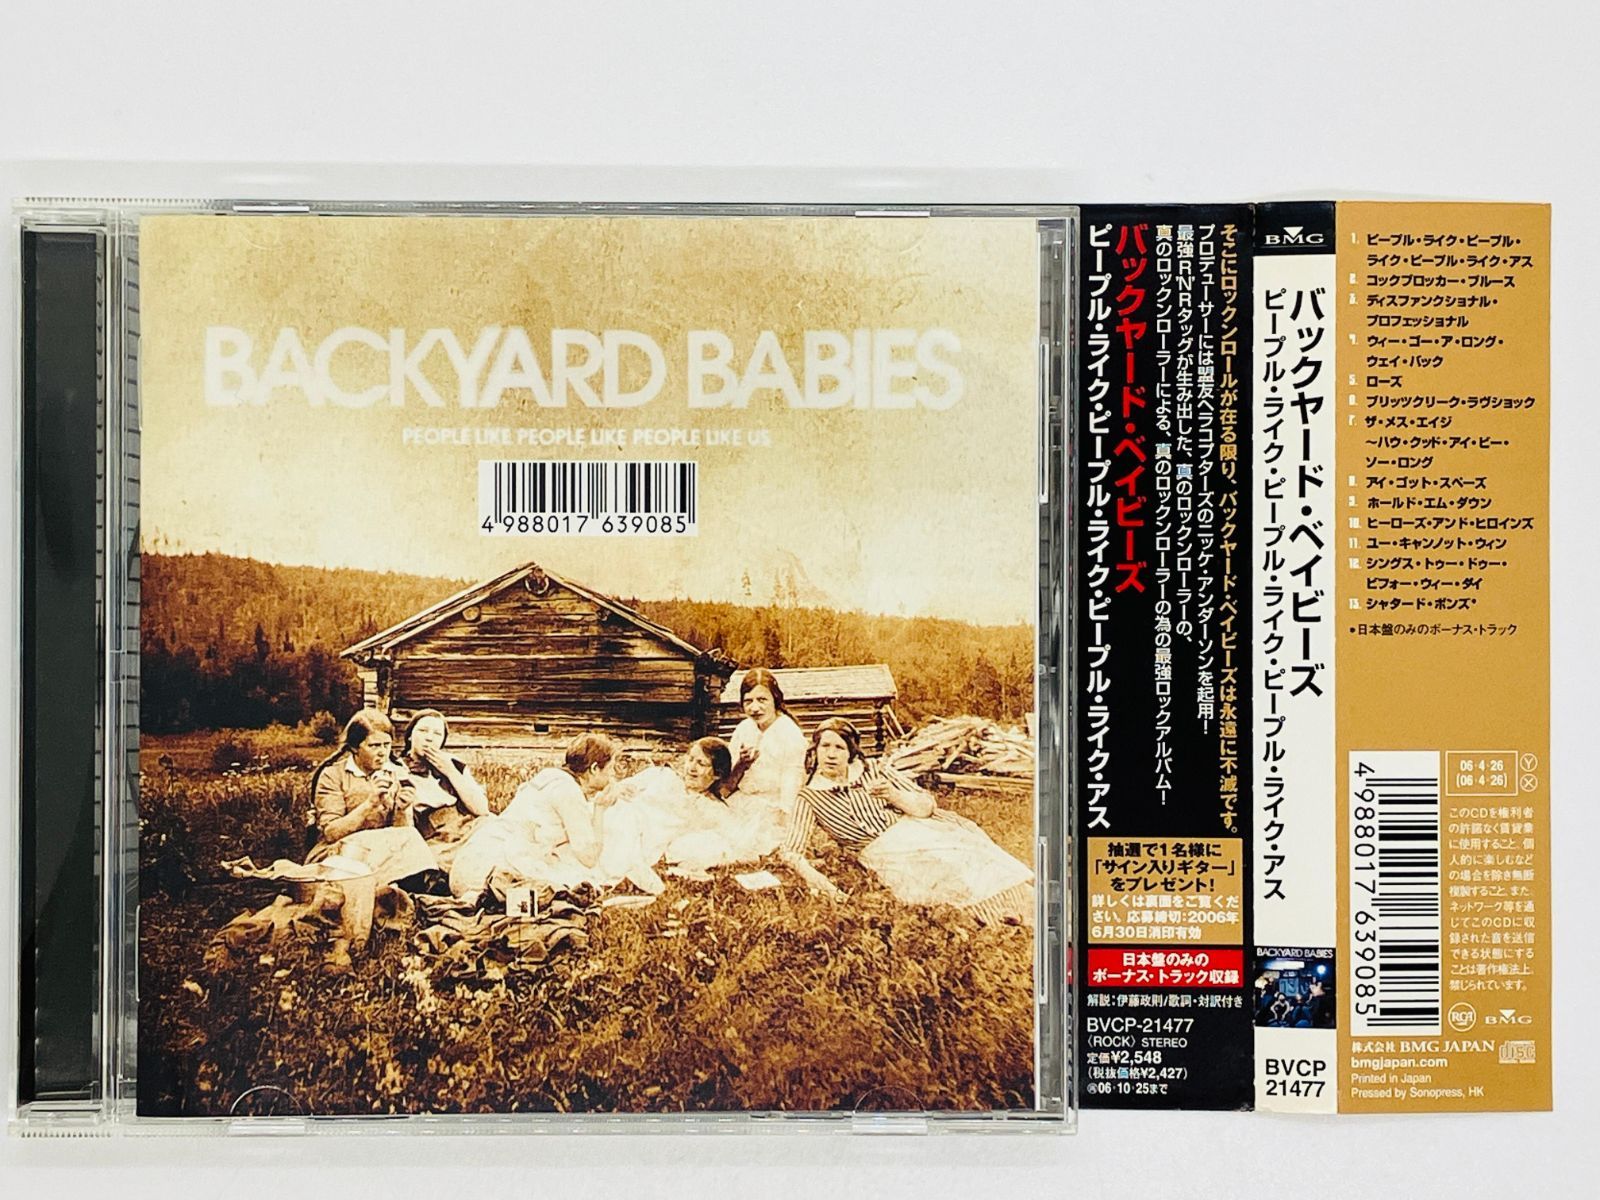 BACKYARD BABIES
PEOPLE LIKE PEOPLE LIKE PEOPLE LIKE US
4 988017 639085
そこにロックンロールが在る限り、バックヤード・ベイビーズは永遠に不滅です。
プロデューサーには盟友ヘラコプターズのニッケ・アンダーソンを起用!
最強R'N'Rタッグが生み出した、真のロックンローラーの、
真のロックンローラーによる、真のロックンローラーの為の最強ロックアルバム!
バックヤード・ベイビーズ
ピープル・ライク・ピープル・ライク・ピープル・ライク・アス
抽選で1名様に
「サイン入りギター」
をプレゼント!
詳しくは裏面をご覧くだ
さい。応募締切:2006年
6月30日消印有効
日本盤のみの
ボーナス・トラック収録
解説:伊藤政則/歌詞・対訳付き
BVCP-21477
〈ROCK〉 STEREO
定価¥2,548
(税抜価格¥2,427)
㊎06・10・25まで
BMG
バックヤード・ベイビーズ
ピープル・ライク・ピープル・ライク・ピープル・ライク・アス
BACKYARD BABIES
BVCP
21477
1. ピープル・ライク・ピープル・
ライク・ピープル・ライク・アス
2. コックブロッカー・ブルース
3. ディスファンクショナル・
プロフェッショナル
4. ウィー・ゴー・ア・ロング・
ウェイ・バック
5. ローズ
6. ブリッツクリーク・ラヴショック
7. ザ・メス・エイジ
〜ハウ・クッド・アイ・ビー・
ソー・ロング
8. アイ・ゴット・スペーズ
9. ホールド・エム・ダウン
10. ヒーローズ・アンド・ヒロインズ
11. ユー・キャンノット・ウィン
12. シングス・トゥー・ドゥー・
ビフォー・ウィー・ダイ
13. シャタード・ボンズ*
●日本盤のみのボーナス・トラック
4 988017 639085
06・4・26
(06・4・26)
Y
X
このCDを権利者
の許諾なく賃貸業
に使用すること、個
人的に楽しむなど
の場合を除き無断
複製すること、また、
ネットワーク等を通
じてこのCDに収
録された音を送信
できる状態にする
ことは著作権法上、
禁じられています。
RCA
BMG
株式会社 BMG JAPAN
bmgjapan.com
Printed in Japan
Pressed by Sonopress, HK